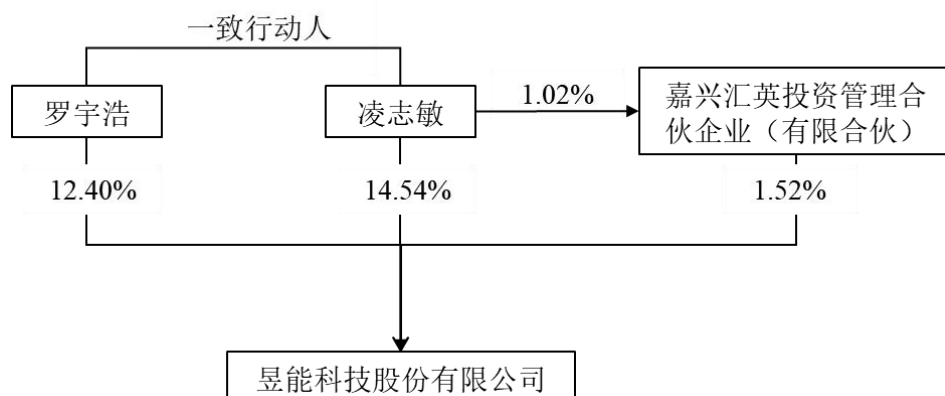 一致行动人
罗宇浩
凌志敏
1.02%
嘉兴汇英投资管理合
伙企业（有限合伙）
12.40%
14.54%
1.52%
昱能科技股份有限公司